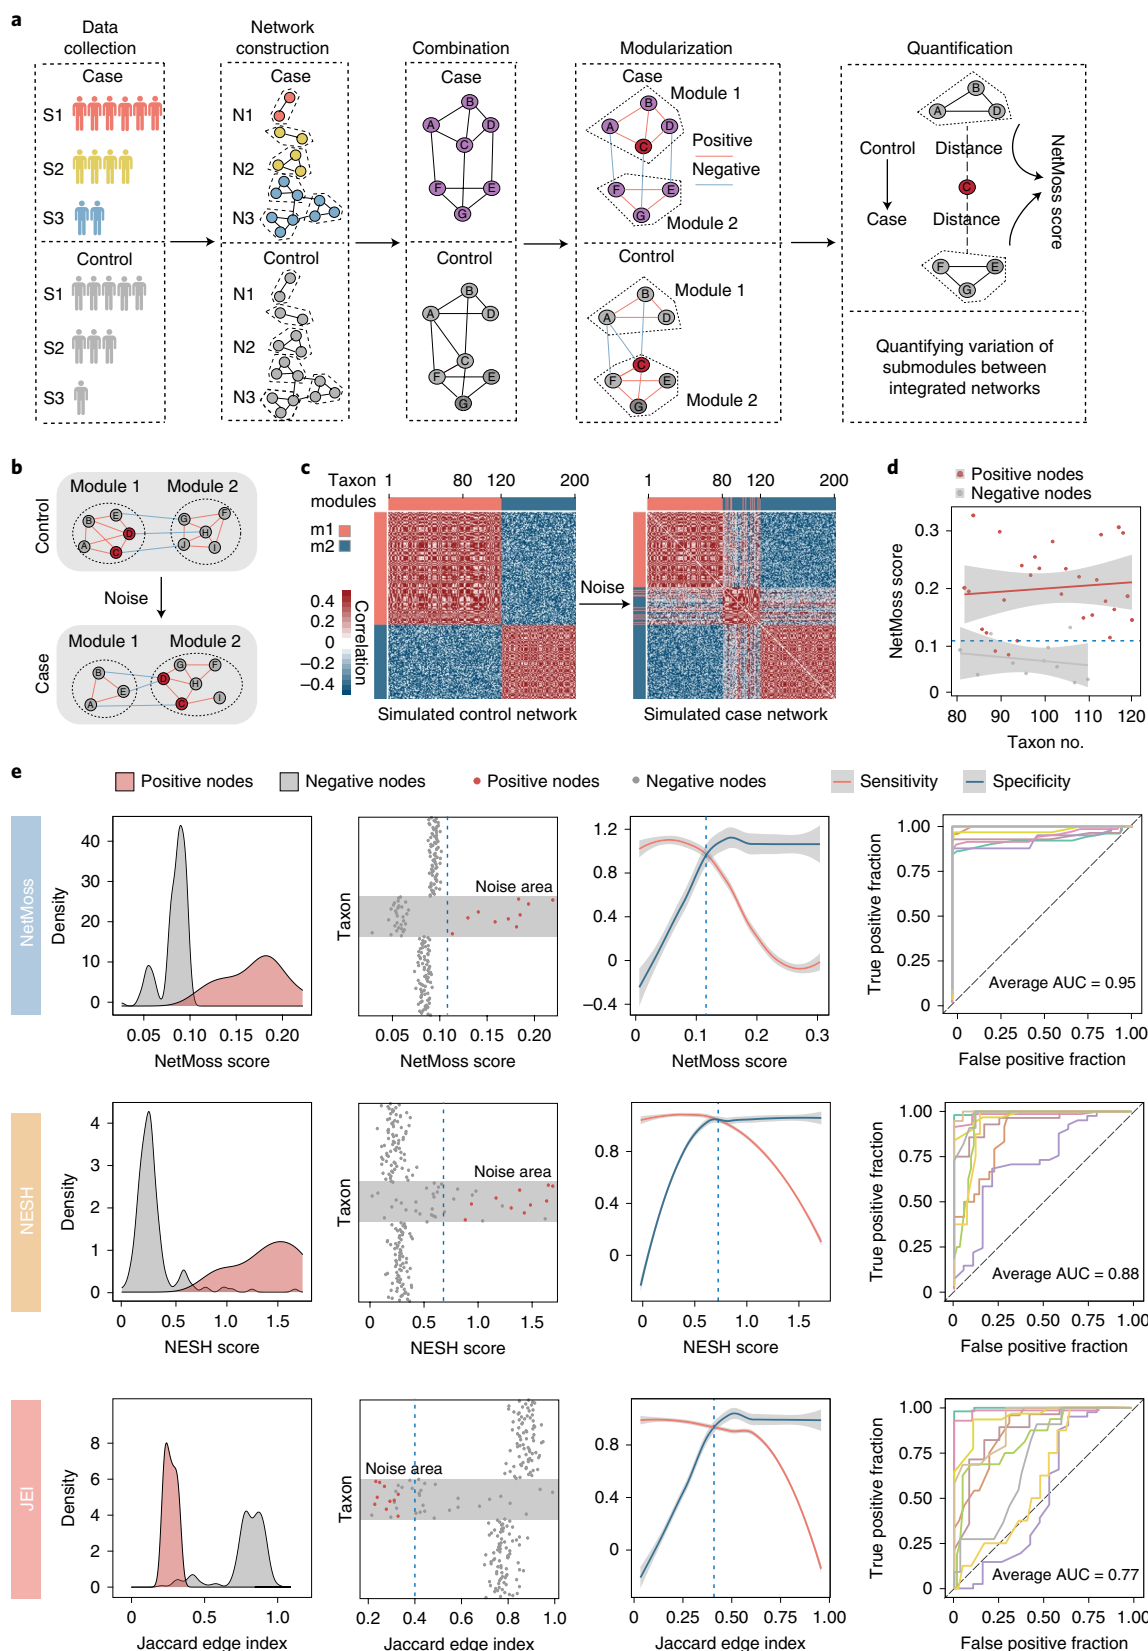 a
Data collection
Network construction
Combination
Modularization
Quantification
Case
S1
S2
S3
Control
S1
S2
S3
Case
N1
N2
N3
Control
N1
N2
N3
Case
B
A
D
C
F
E
G
Control
B
A
D
C
F
E
G
Case
Module 1
B
A
D
C
Positive
Negative
F
E
G
Module 2
Control
Module 1
B
A
D
C
F
E
G
Module 2
B
A
D
Control
Distance
C
Case
Distance
NetMoss score
F
E
G
Quantifying variation of
submodules between
integrated networks
b
Control
Module 1
Module 2
B
E
D
A
C
G
F
H
J
I
Noise
Case
Module 1
Module 2
B
E
A
D
G
F
H
C
I
c
Taxon
1
80
120
200
modules
m1
m2
0.4
0.2
0
−0.2
−0.4
Correlation
Simulated control network
Noise
1
80
120
200
Simulated case network
d
Positive nodes
Negative nodes
NetMoss score
0.3
0.2
0.1
0
80
90
100
110
120
Taxon no.
e
Positive nodes
Negative nodes
Positive nodes
Negative nodes
Sensitivity
Specificity
NetMoss
Density
40
30
20
10
0
0.05
0.10
0.15
0.20
NetMoss score
Taxon
Noise area
0.05
0.10
0.15
0.20
NetMoss score
1.2
0.8
0.4
0
−0.4
0
0.1
0.2
0.3
NetMoss score
True positive fraction
1.00
0.75
0.50
0.25
0
Average AUC = 0.95
0
0.25
0.50
0.75
1.00
False positive fraction
NESH
Density
4
3
2
1
0
0
0.5
1.0
1.5
NESH score
Taxon
Noise area
0
0.5
1.0
1.5
NESH score
0.8
0.4
0
0
0.5
1.0
1.5
NESH score
True positive fraction
1.00
0.75
0.50
0.25
0
Average AUC = 0.88
0
0.25
0.50
0.75
1.00
False positive fraction
JEI
Density
8
6
4
2
0
0
0.5
1.0
Jaccard edge index
Taxon
Noise area
0.2
0.4
0.6
0.8
1.0
Jaccard edge index
0.8
0.4
0
0
0.25
0.50
0.75
1.00
Jaccard edge index
True positive fraction
1.00
0.75
0.50
0.25
0
Average AUC = 0.77
0
0.25
0.50
0.75
1.00
False positive fraction